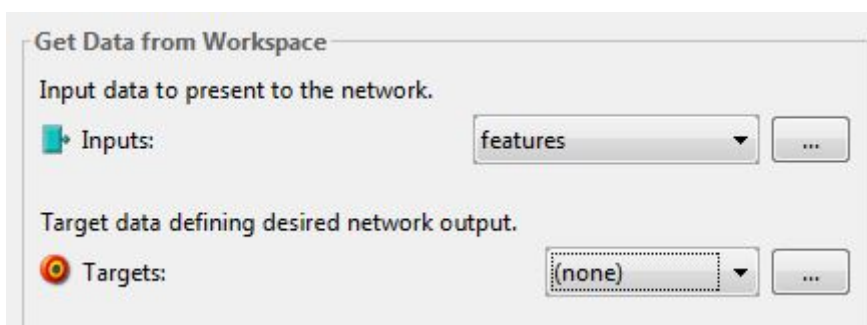 Get Data from Workspace
Input data to present to the network.
Inputs: features ...
Target data defining desired network output.
Targets: (none) ...